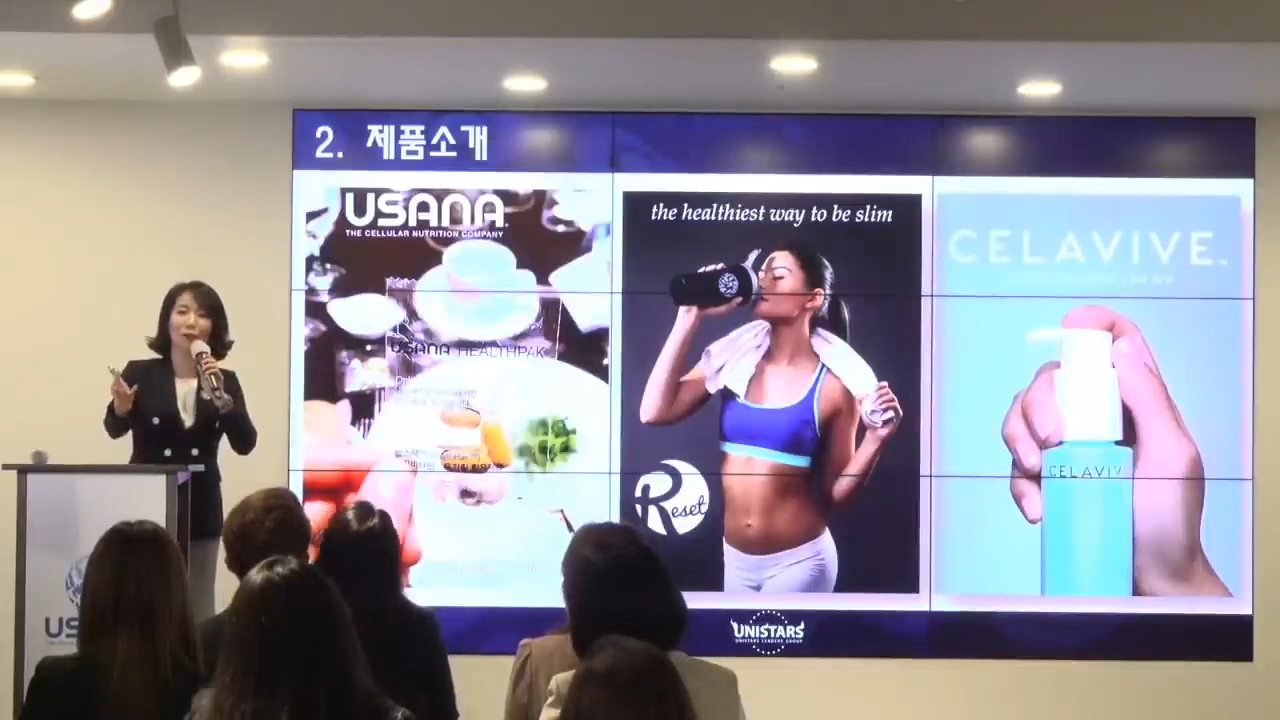 2. 제품소개
USANA
THE CELLULAR NUTRITION COMPANY
USANA HEALTHPAK
the healthiest way to be slim
Reset
CELAVIVE
CELAVIV
UNISTARS
UNISTARS LEADERS GROUP
US